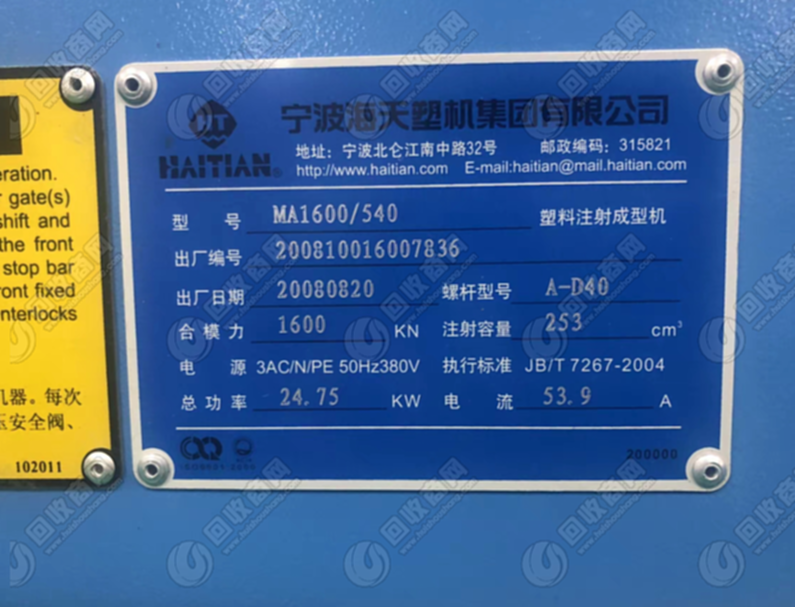 eration.
gate(s)
shift and
the front
stop bar
ront fixed
nterlocks
机器。每次
压安全阀、
102011
宁波海天塑机集团有限公司
HAITIAN®
地址: 宁波北仑江南中路32号 邮政编码: 315821
http://www.haitian.com E-mail:haitian@mail.haitian.com
型 号 MA1600/540 塑料注射成型机
出厂编号 200810016007836
出厂日期 20080820 螺杆型号 A-D40
合模力 1600 KN 注射容量 253 cm³
电 源 3AC/N/PE 50Hz380V 执行标准 JB/T 7267-2004
总功率 24.75 KW 电 流 53.9 A
200000
回收商网